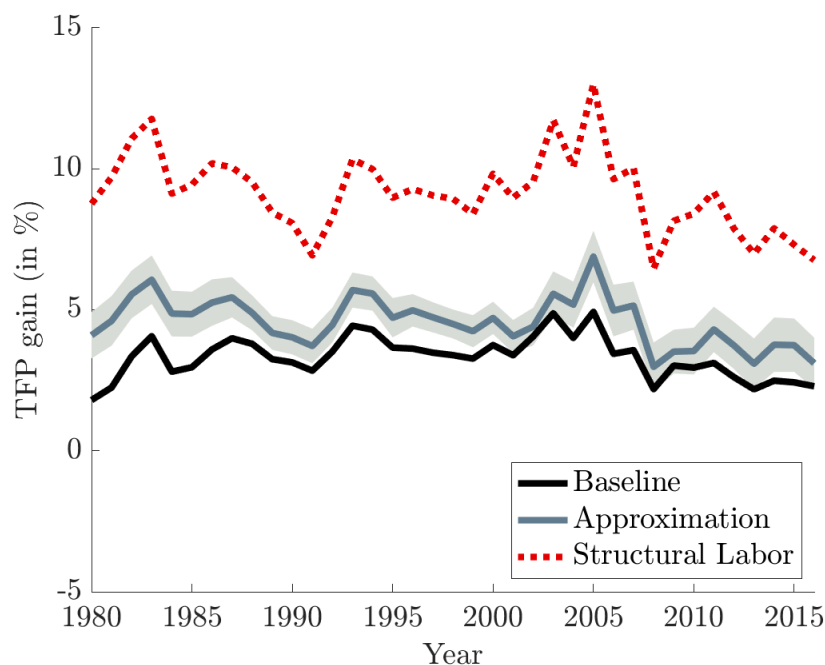 15
10
5
0
-5
TFP gain (in %)
Baseline
Approximation
Structural Labor
1980 1985 1990 1995 2000 2005 2010 2015
Year